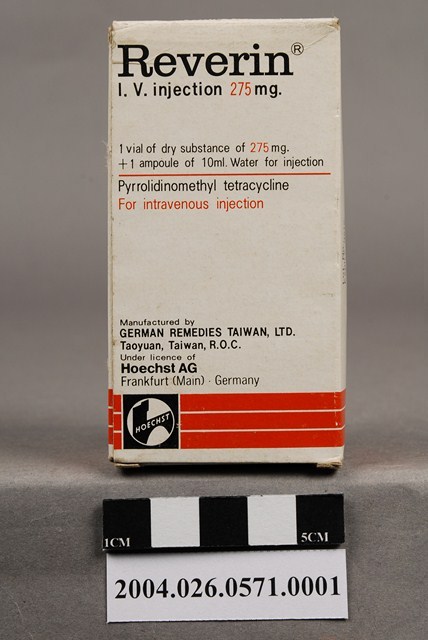 Reverin®
I. V. injection 275 mg.
1 vial of dry substance of 275 mg.
+1 ampoule of 10ml. Water for injection
Pyrrolidinomethyl tetracycline
For intravenous injection
Manufactured by
GERMAN REMEDIES TAIWAN, LTD.
Taoyuan, Taiwan, R.O.C.
Under licence of
Hoechst AG
Frankfurt (Main) · Germany
HOECHST
1CM 5CM
2004.026.0571.0001